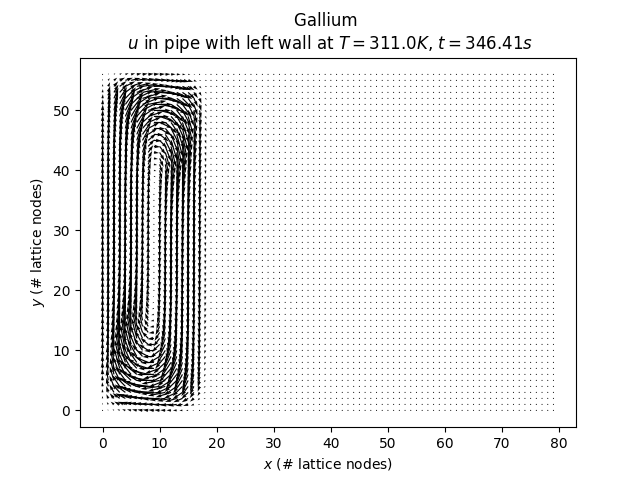 Gallium
u in pipe with left wall at T = 311.0K, t = 346.41s
50
40
30
20
10
0
y (# lattice nodes)
0 10 20 30 40 50 60 70 80
x (# lattice nodes)